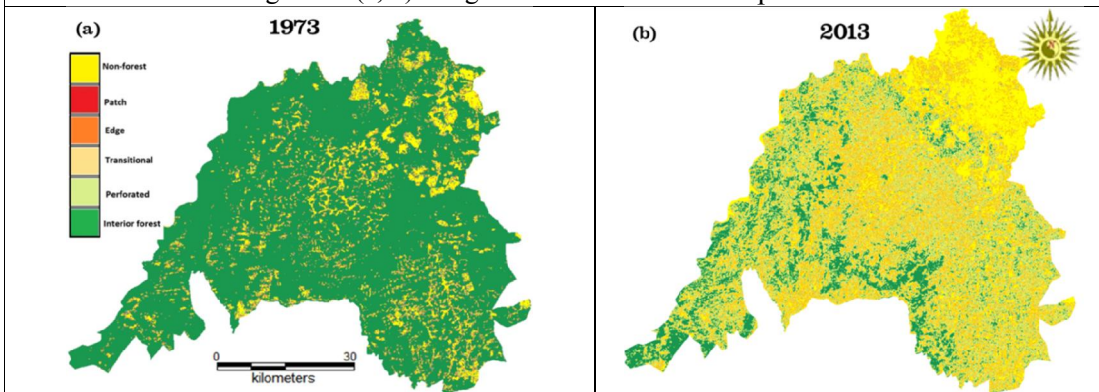 (a)
1973
Non-forest
Patch
Edge
Transitional
Perforated
Interior forest
0
30
kilometers
(b)
2013